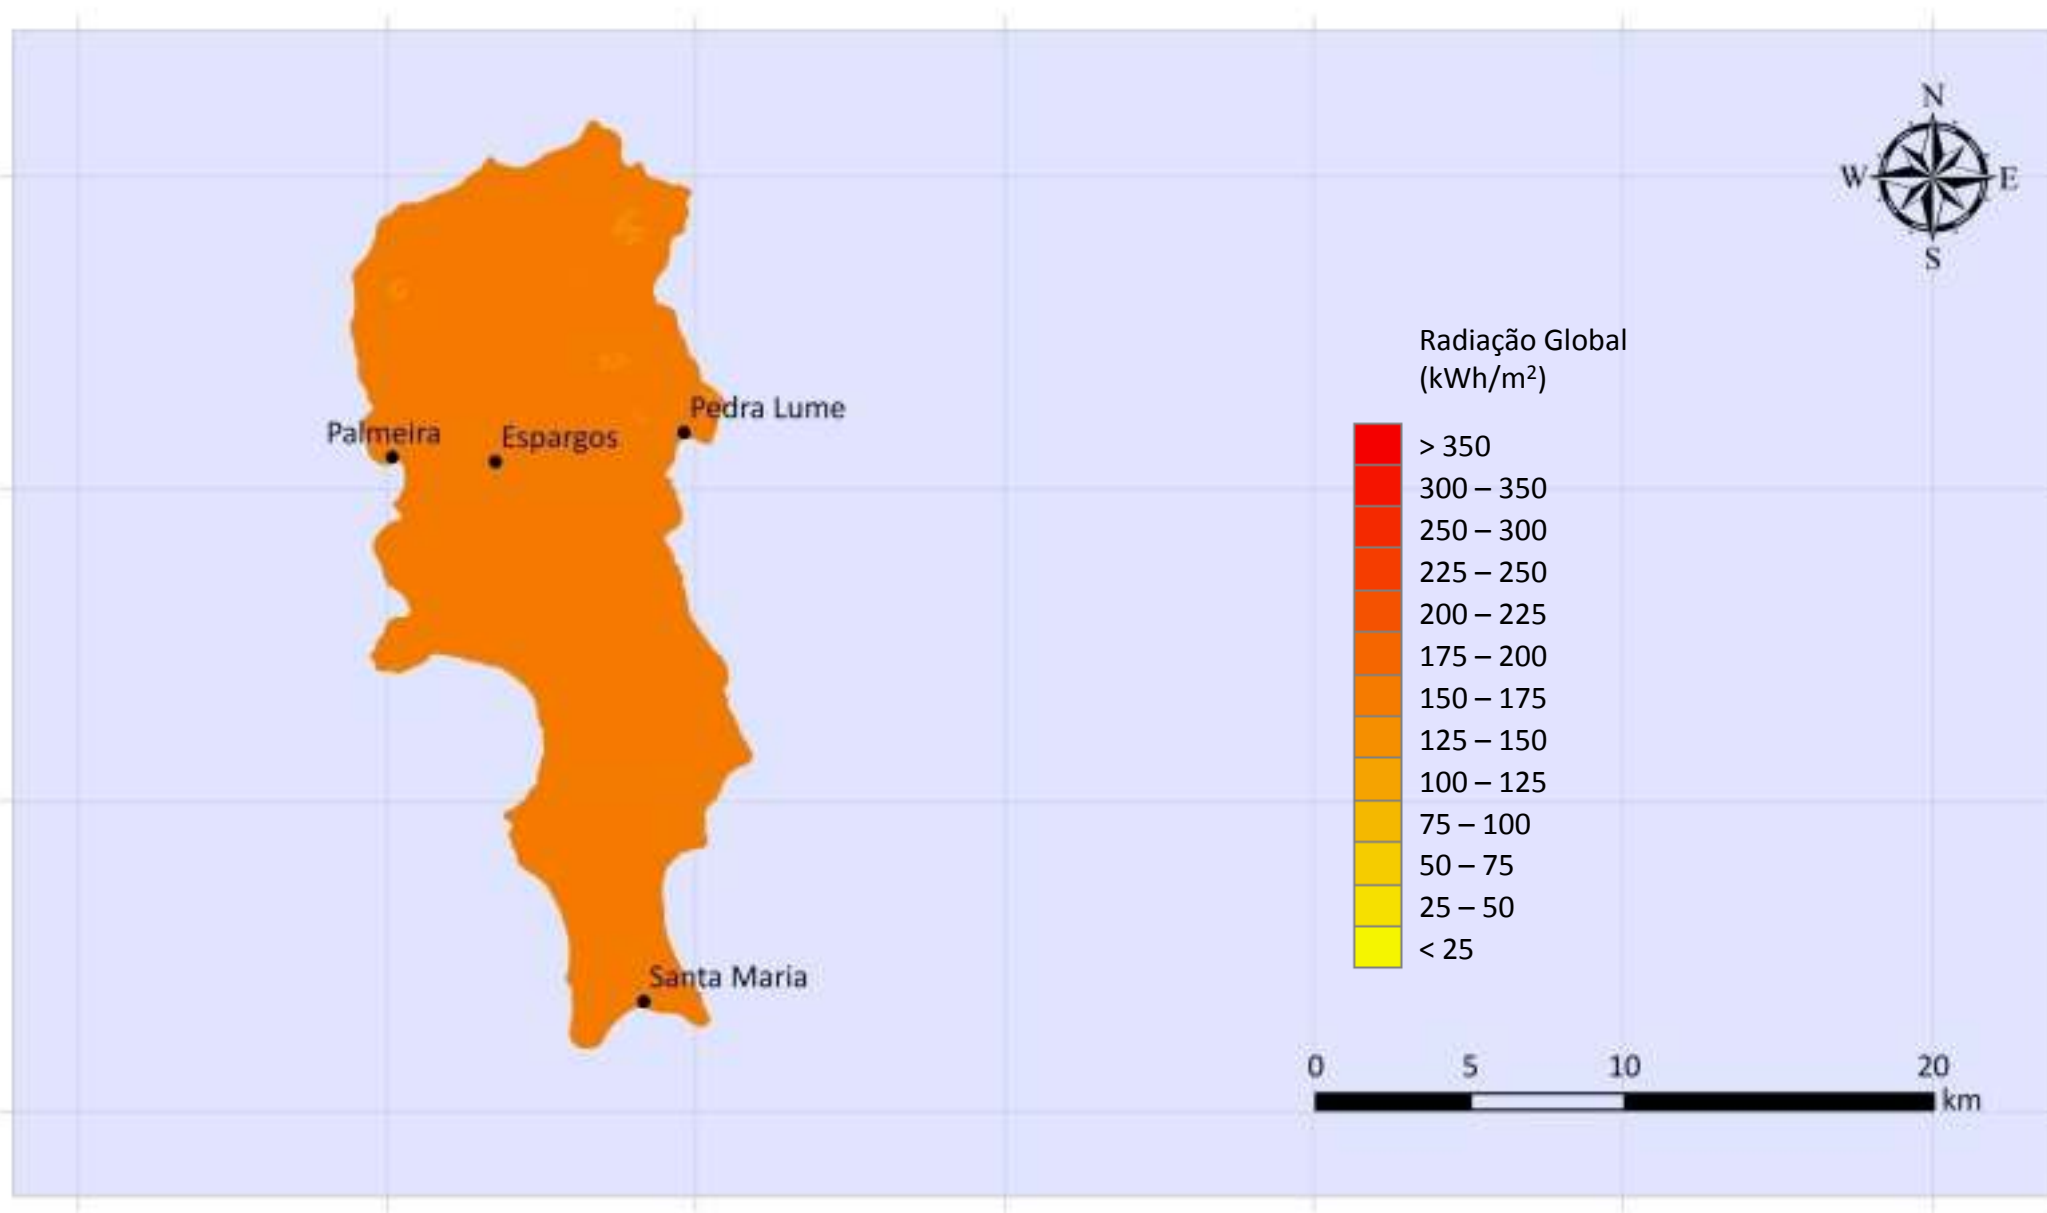 N
W E
S
Radiação Global
(kWh/m²)
Pedra Lume
Palmeira
Espargos
> 350
300 – 350
250 – 300
225 – 250
200 – 225
175 – 200
150 – 175
125 – 150
100 – 125
75 – 100
50 – 75
25 – 50
< 25
Santa Maria
0 5 10 20
km